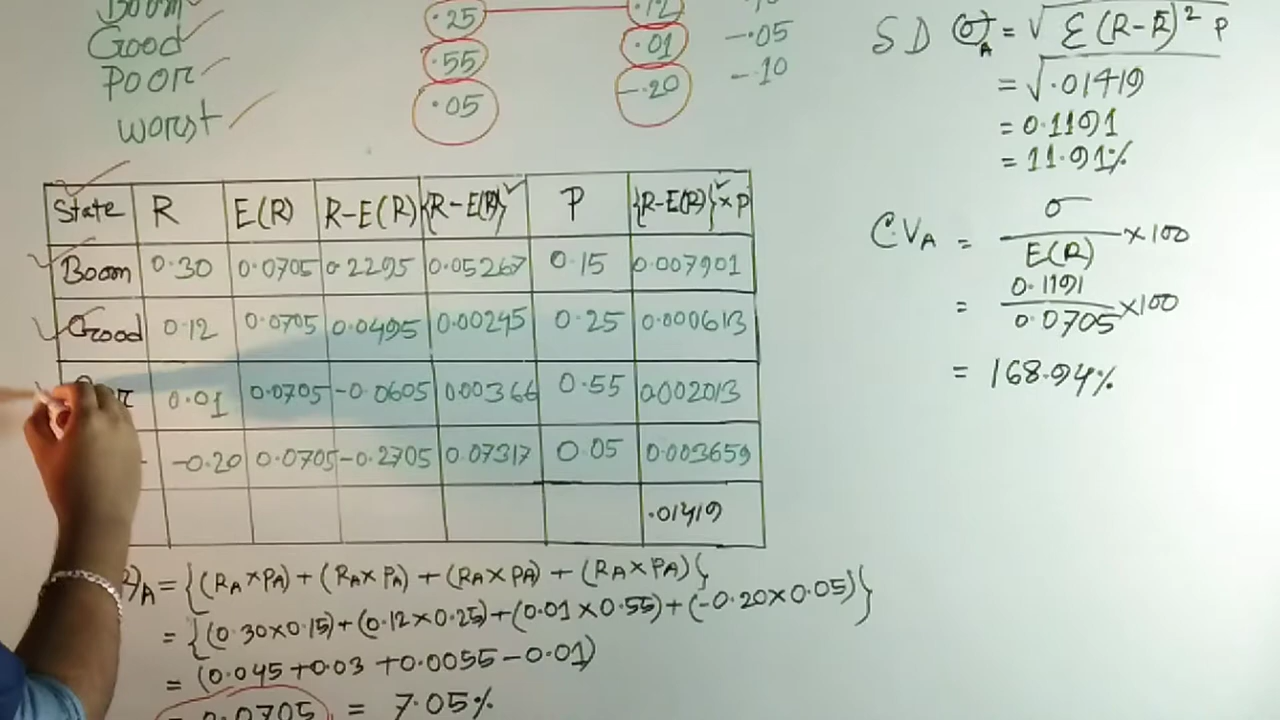 Boom .25 .12
Good .55 .01 -.05
Poor .05 -.20 -.10
Worst
State R E(R) R-E(R) {R-E(R)}² P {R-E(R)}²×P
Boom 0.30 0.0705 0.2295 0.05267 0.15 0.007901
Good 0.12 0.0705 0.0495 0.00245 0.25 0.000613
0.01 0.0705 -0.0605 0.00366 0.55 0.002013
-0.20 0.0705 -0.2705 0.07317 0.05 0.003659
.01419
)A = {(RA×PA) + (RA×PA) + (RA×PA) + (RA×PA)}
= {(0.30×0.15)+(0.12×0.25)+(0.01×0.55)+(-0.20×0.05)}
= (0.045+0.03+0.0055-0.01)
= 0.0705 = 7.05%
SD (σ)A = √Σ(R-R̄)² P
= √.01419
= 0.1191
= 11.91%
CVA = σ/E(R) ×100
= 0.1191/0.0705 ×100
= 168.94%